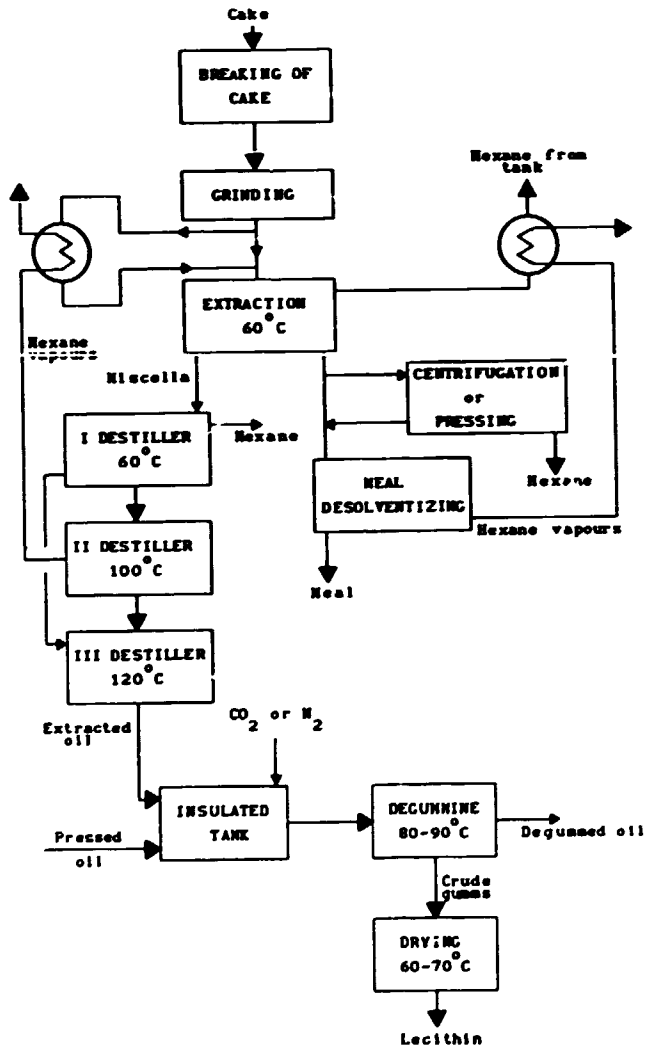 Cake
BREAKING OF
CAKE
GRINDING
Hexane from
tank
EXTRACTION
60°C
Hexane
vapours
Miscella
CENTRIFUGATION
or
PRESSING
Hexane
I DESTILLER
60°C
Hexane
MEAL
DESOLVENTIZING
Hexane vapours
II DESTILLER
100°C
Meal
III DESTILLER
120°C
Extracted
oil
CO2 or N2
INSULATED
TANK
DEGUMMINE
80-90°C
Pressed
oil
Degummed oil
Crude
gumms
DRYING
60-70°C
Lecithin